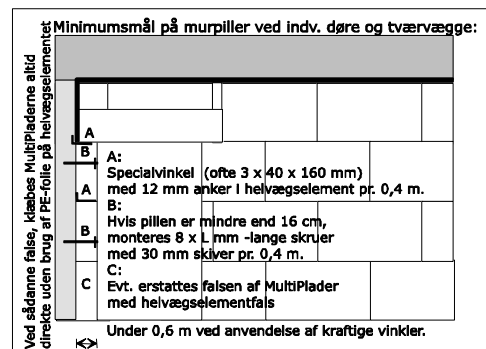 Minimumsmål på murpiller ved indv. døre og tværvægge:
Ved sådanne false, klæbes MultiPladerne altid
direkte uden brug af PE-folie på helvægselementet
A
B
A
B
C
A:
Specialvinkel (ofte 3 x 40 x 160 mm)
med 12 mm anker i helvægselement pr. 0,4 m.
B:
Hvis pillen er mindre end 16 cm,
monteres 8 x L mm -lange skruer
med 30 mm skiver pr. 0,4 m.
C:
Evt. erstattes falsen af MultiPlader
med helvægselementfals
Under 0,6 m ved anvendelse af kraftige vinkler.